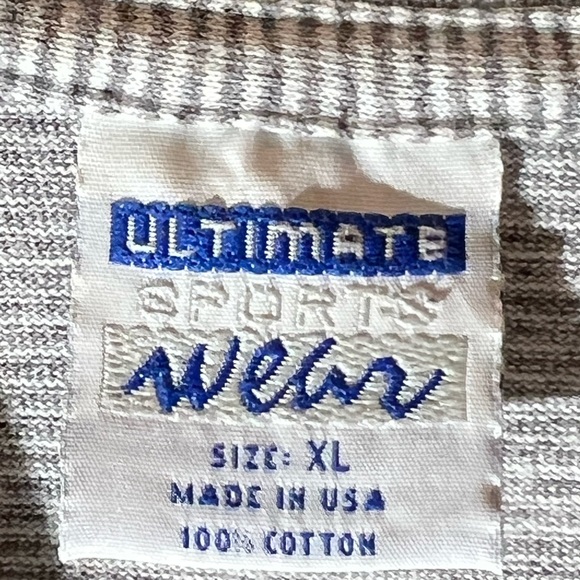 ULTIMATE
SPORTS
wear
SIZE: XL
MADE IN USA
100% COTTON